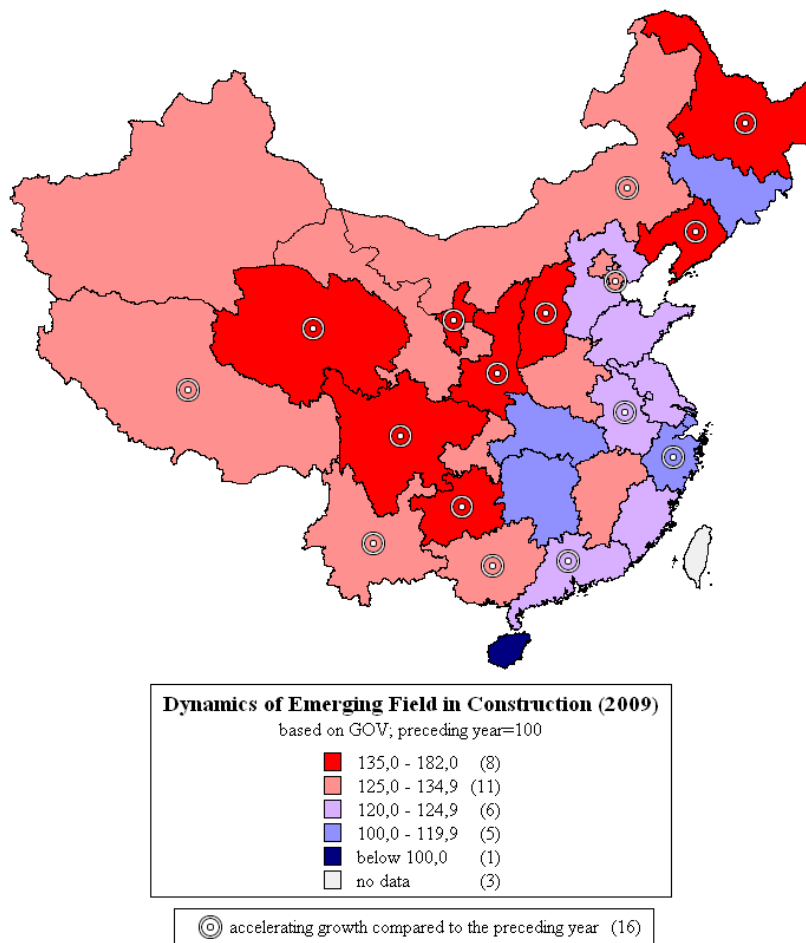 Dynamics of Emerging Field in Construction (2009)
based on GOV; preceding year=100
135,0 - 182,0 (8)
125,0 - 134,9 (11)
120,0 - 124,9 (6)
100,0 - 119,9 (5)
below 100,0 (1)
no data (3)
accelerating growth compared to the preceding year (16)